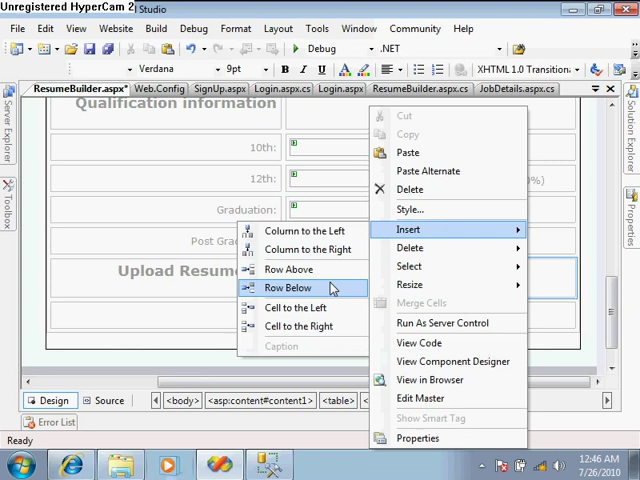 Unregistered HyperCam 2
Studio
File Edit View Website Build Debug Format Layout Tools Window Community Help
Debug .NET
Verdana 9pt B I U A XHTML 1.0 Transition
ResumeBuilder.aspx* Web.Config SignUp.aspx Login.aspx.cs Login.aspx ResumeBuilder.aspx.cs JobDetails.aspx.cs
Server Explorer
Toolbox
Solution Explorer
Properties
Qualification information
10th:
12th:
%)
Graduation:
Post Grad
Upload Resum
Cut
Copy
Paste
Paste Alternate
Delete
Style...
Insert
Delete
Select
Resize
Merge Cells
Run As Server Control
View Code
View Component Designer
View in Browser
Edit Master
Show Smart Tag
Properties
Column to the Left
Column to the Right
Row Above
Row Below
Cell to the Left
Cell to the Right
Caption
Design Source <body> <asp:content#content1> <table>
Error List
Ready
12:46 AM
7/26/2010